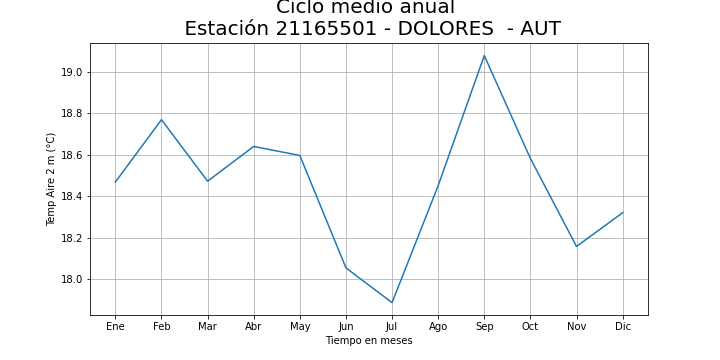 Ciclo medio anual
Estación 21165501 - DOLORES  - AUT
19.0
18.8
18.6
18.4
18.2
18.0
Temp Aire 2 m (°C)
Ene Feb Mar Abr May Jun Jul Ago Sep Oct Nov Dic
Tiempo en meses